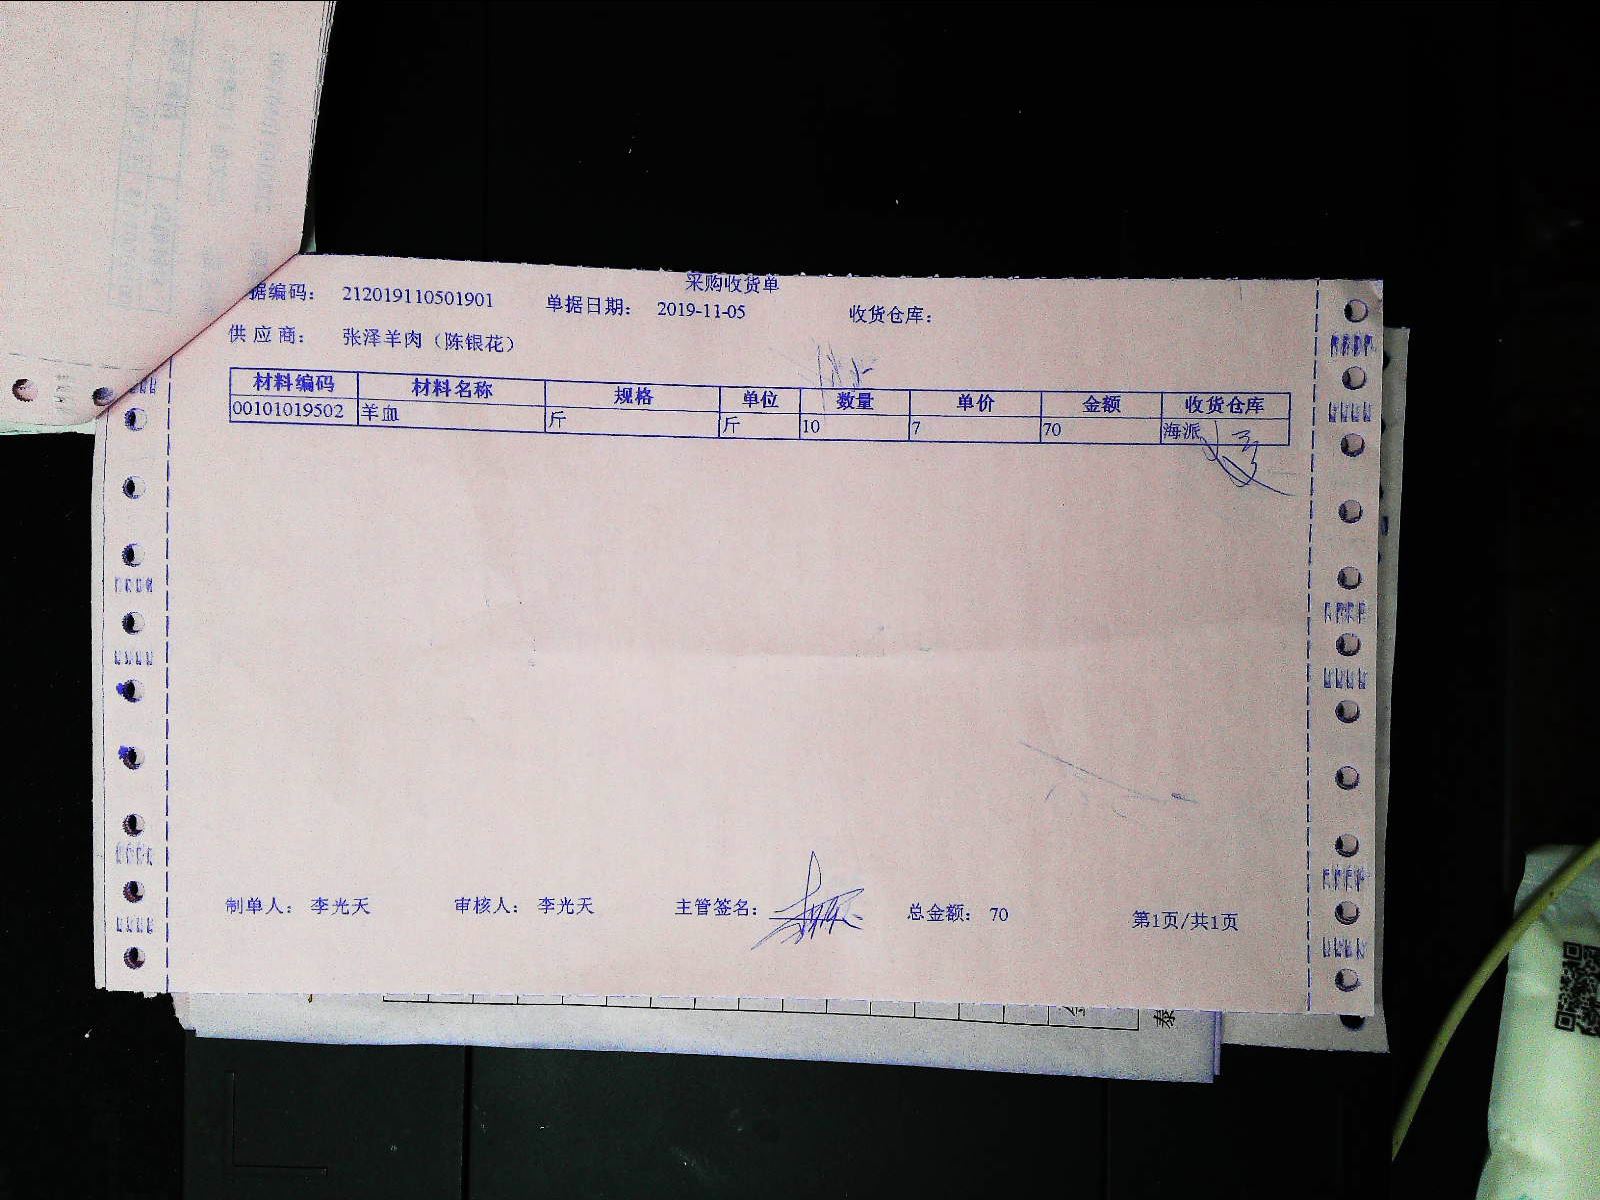 采购收货单
据编码： 212019110501901 单据日期： 2019-11-05 收货仓库：
供 应 商： 张泽羊肉（陈银花）
材料编码 材料名称 规格 单位 数量 单价 金额 收货仓库
00101019502 羊血 斤 斤 10 7 70 海派
制单人： 李光天 审核人： 李光天 主管签名： 总金额： 70 第1页/共1页
泰